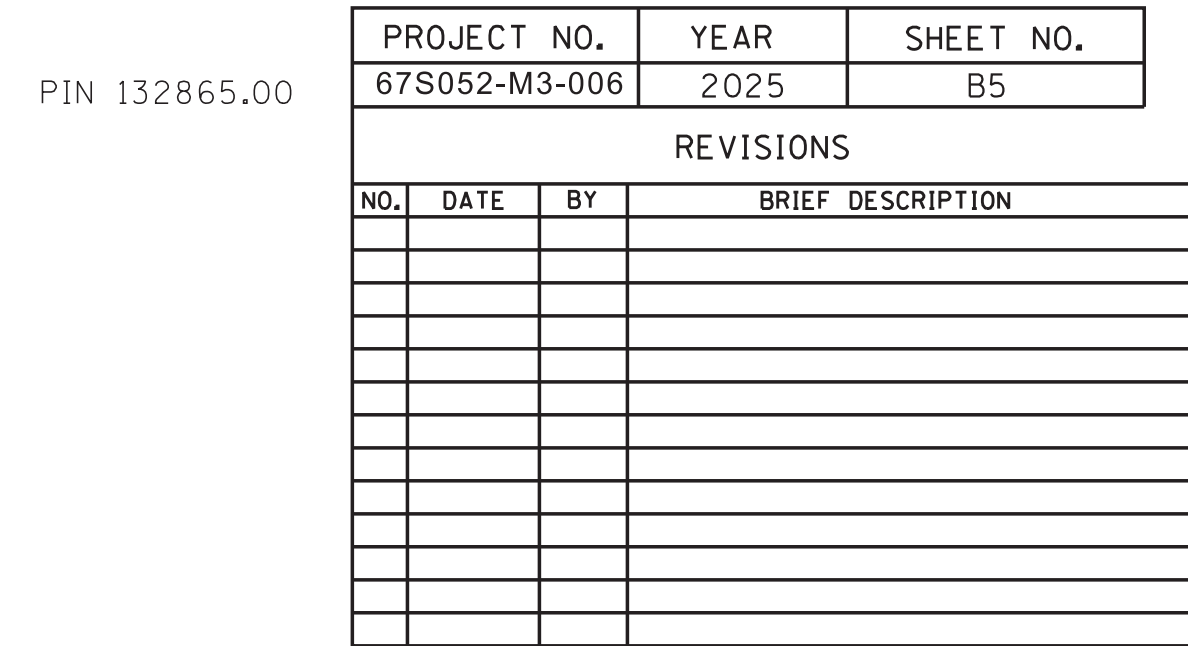 PROJECT NO. YEAR SHEET NO.
PIN 132865.00 67S052-M3-006 2025 B5
REVISIONS
NO. DATE BY BRIEF DESCRIPTION